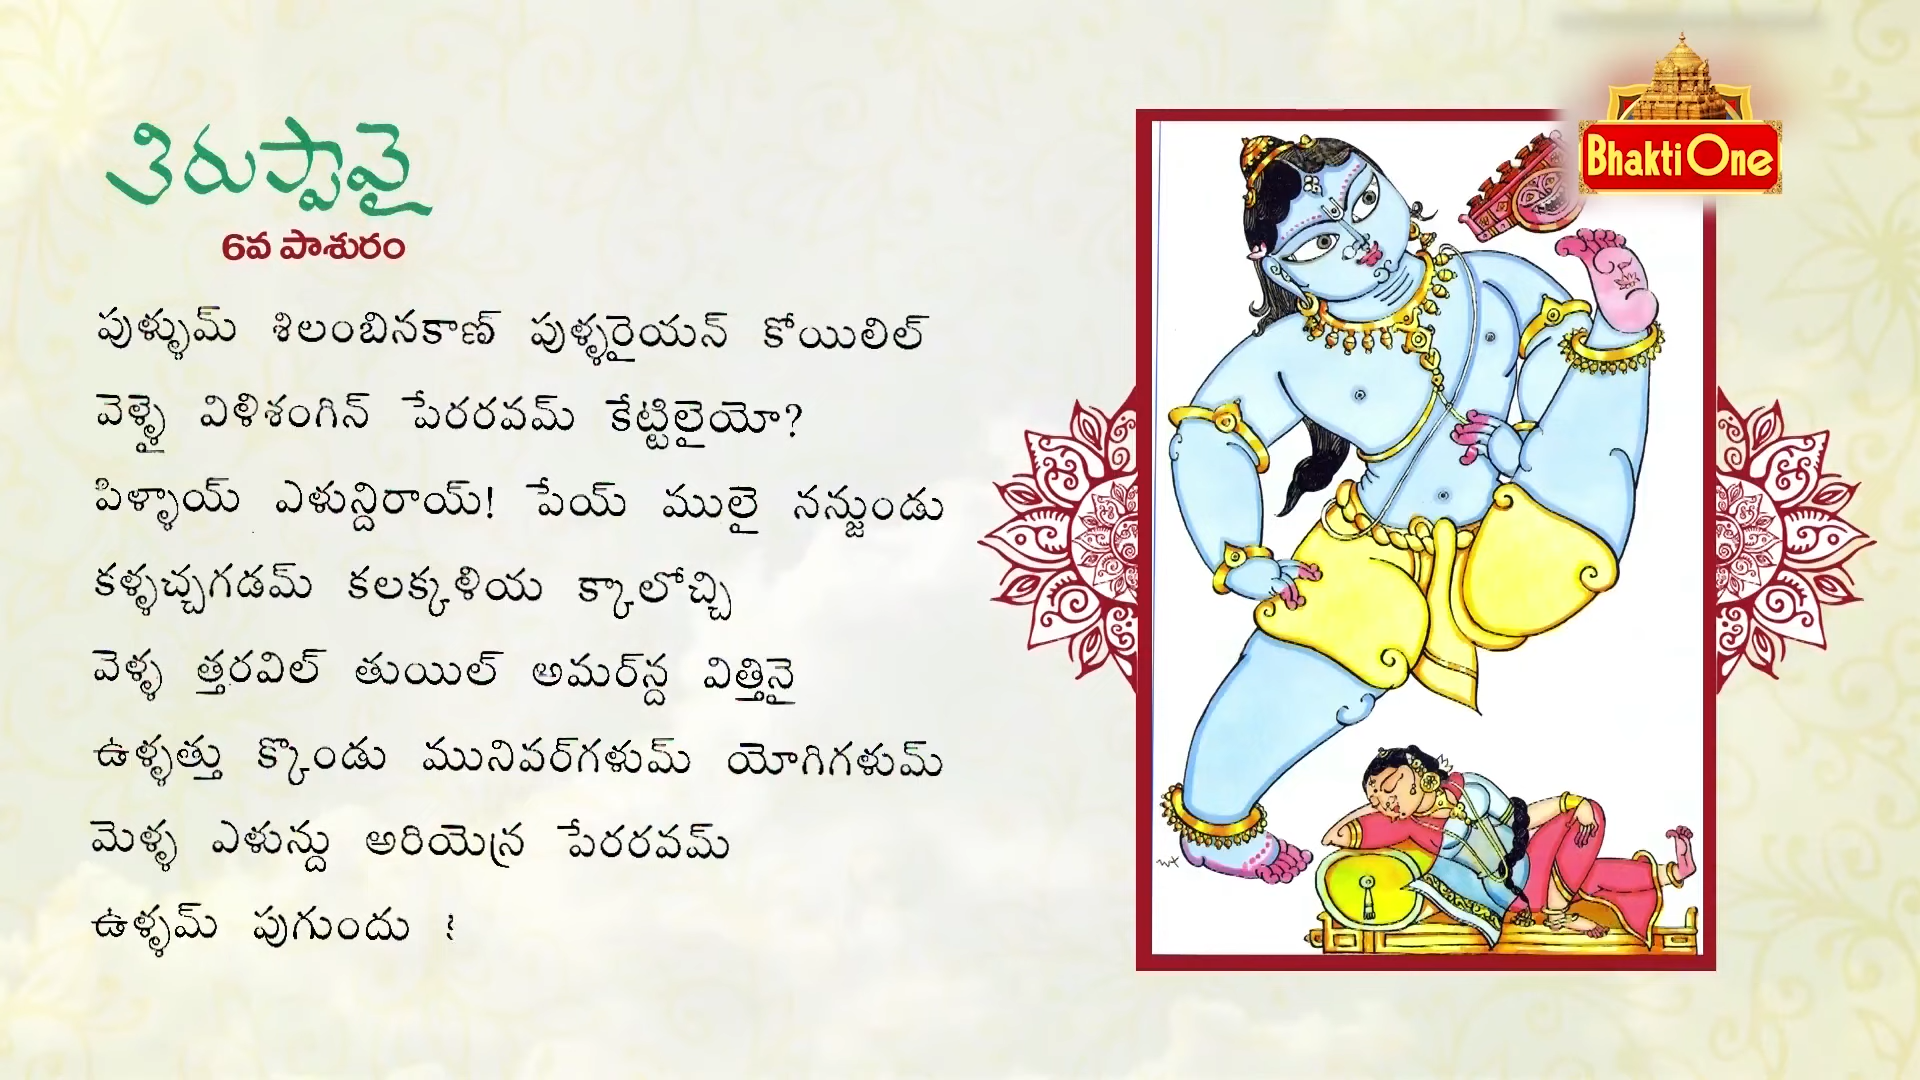 తిరుప్పావై
6వ పాశురం
పుళ్ళుమ్ శిలంబినకాణ్ పుళ్ళరైయన్ కోయిలిల్
వెళ్ళై విళిశంగిన్ పేరరవమ్ కేట్టిలైయో?
పిళ్ళాయ్ ఎళున్దిరాయ్! పేయ్ ములై నన్జుండు
కళ్ళచ్చగడమ్ కలక్కళియ క్కాలోచ్చి
వెళ్ళ త్తరవిల్ తుయిల్ అమర్‌న్ద విత్తినై
ఉళ్ళత్తు క్కొండు మునివర్‌గళుమ్ యోగిగళుమ్
మెళ్ళ ఎళున్దు అరియెన్ర పేరరవమ్
ఉళ్ళమ్ పుగుందు
Bhakti One